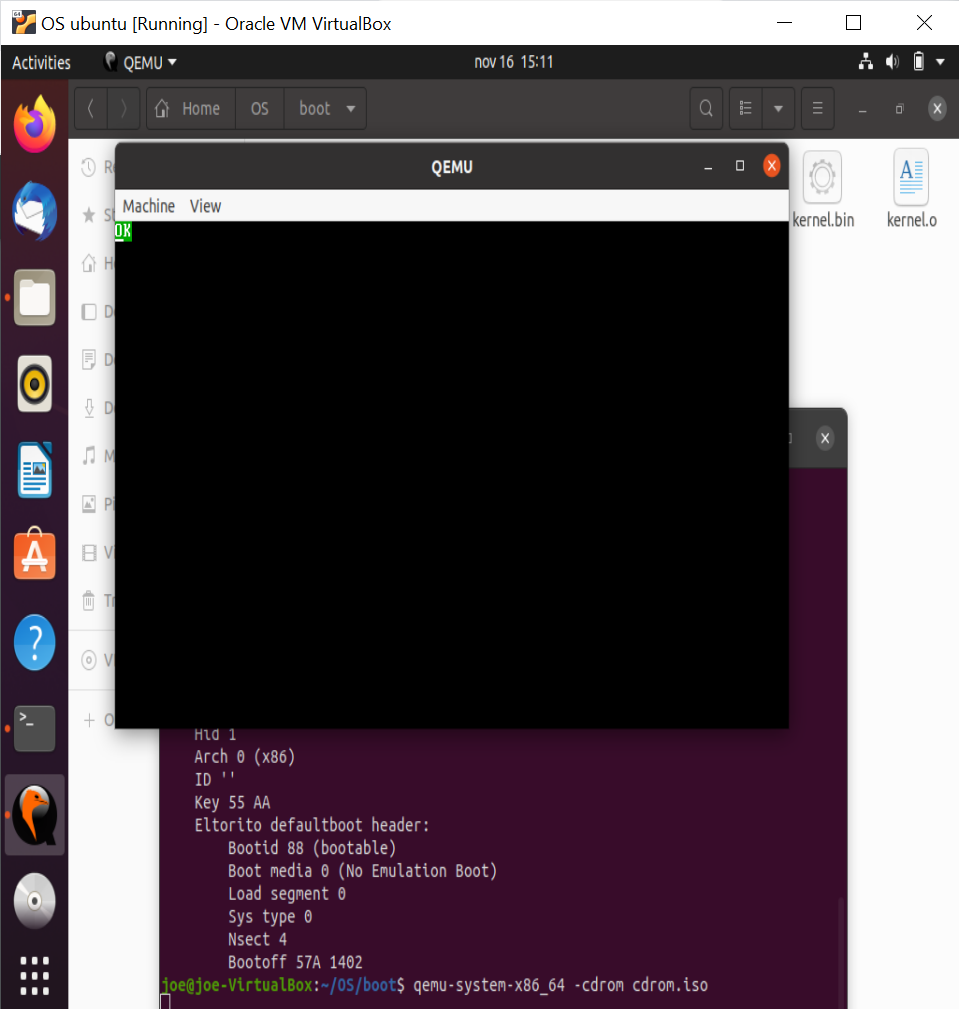 OS ubuntu [Running] - Oracle VM VirtualBox
Activities QEMU nov 16 15:11
Home OS boot
QEMU
Machine View
OK
kernel.bin kernel.o
Hid 1
Arch 0 (x86)
ID ''
Key 55 AA
Eltorito defaultboot header:
Bootid 88 (bootable)
Boot media 0 (No Emulation Boot)
Load segment 0
Sys type 0
Nsect 4
Bootoff 57A 1402
joe@joe-VirtualBox:~/OS/boot$ qemu-system-x86_64 -cdrom cdrom.iso